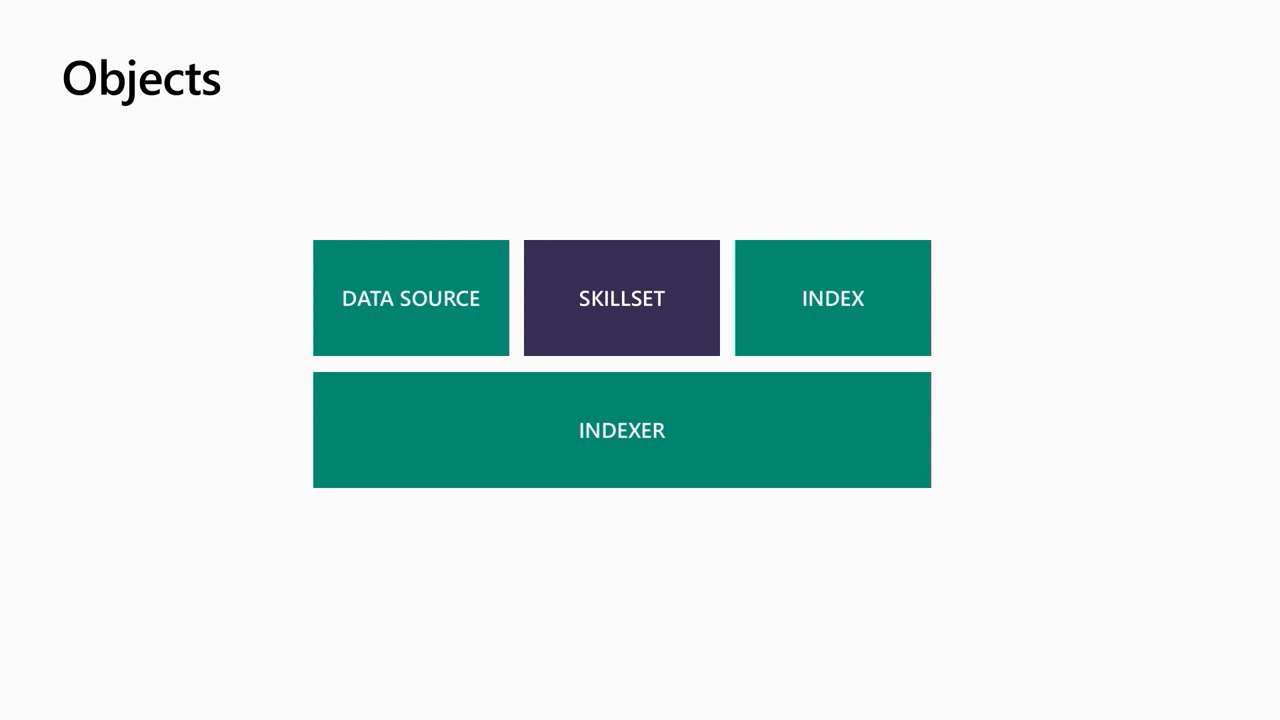 Objects
DATA SOURCE
SKILLSET
INDEX
INDEXER